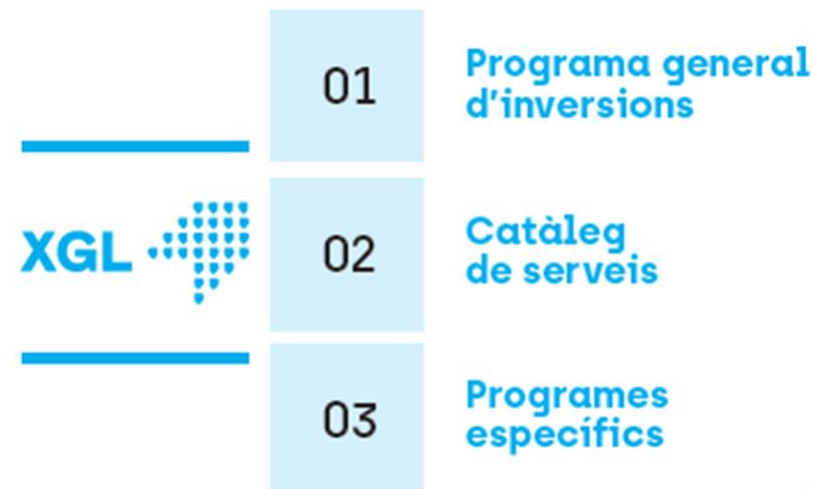 XGL
01
Programa general
d'inversions
02
Catàleg
de serveis
03
Programes
específics